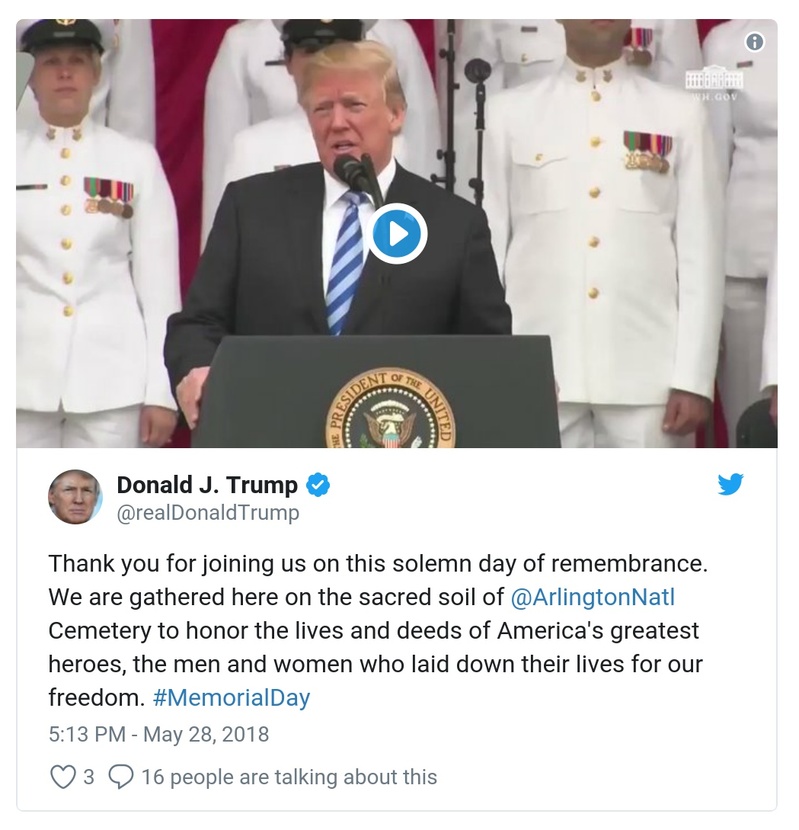 WH.GOV
PRESIDENT OF THE UNITED
Donald J. Trump
@realDonaldTrump
Thank you for joining us on this solemn day of remembrance.
We are gathered here on the sacred soil of @ArlingtonNatl
Cemetery to honor the lives and deeds of America's greatest
heroes, the men and women who laid down their lives for our
freedom. #MemorialDay
5:13 PM - May 28, 2018
3 16 people are talking about this